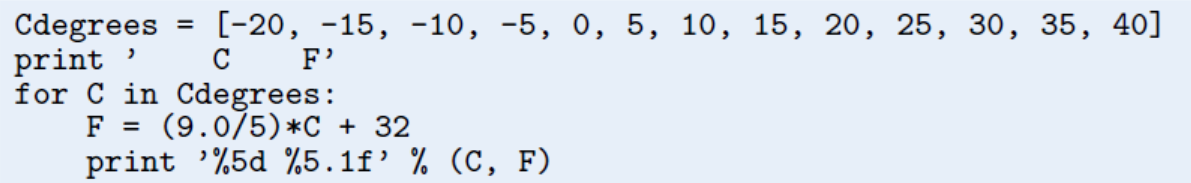 Cdegrees = [-20, -15, -10, -5, 0, 5, 10, 15, 20, 25, 30, 35, 40]
print ’    C    F’
for C in Cdegrees:
    F = (9.0/5)*C + 32
    print ’%5d %5.1f’ % (C, F)